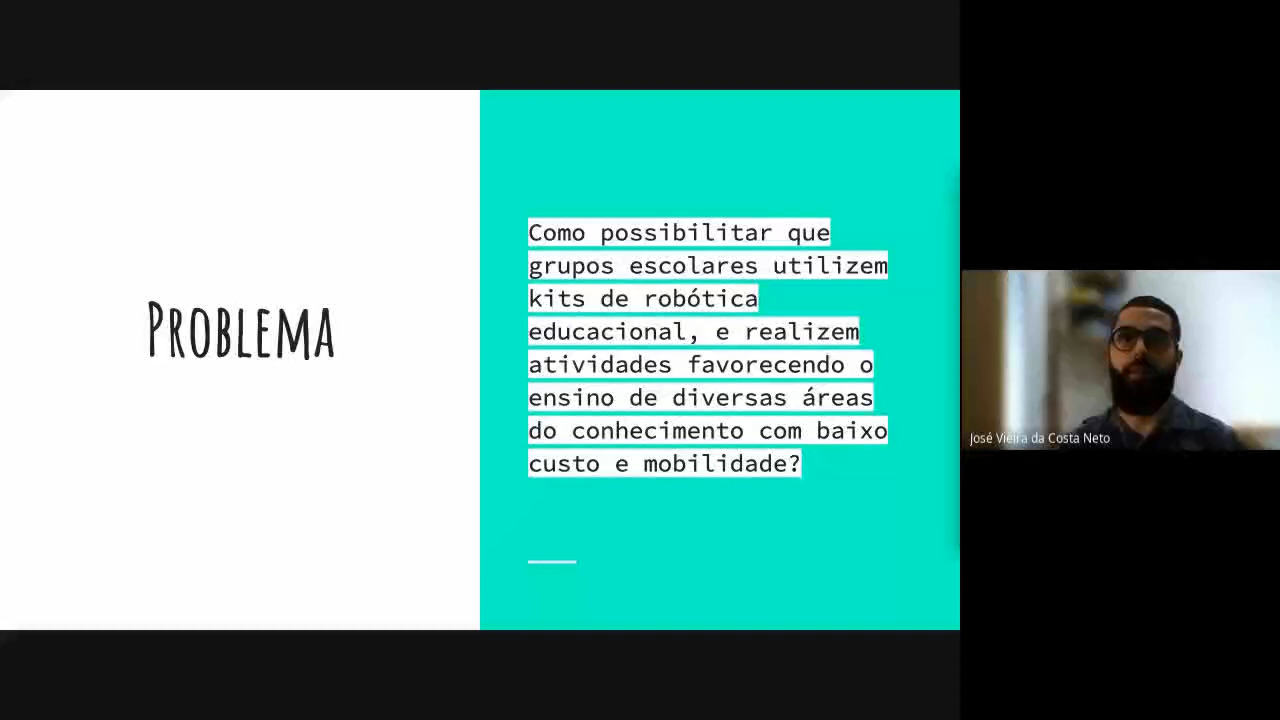 PROBLEMA
Como possibilitar que
grupos escolares utilizem
kits de robótica
educacional, e realizem
atividades favorecendo o
ensino de diversas áreas
do conhecimento com baixo
custo e mobilidade?
José Vieira da Costa Neto